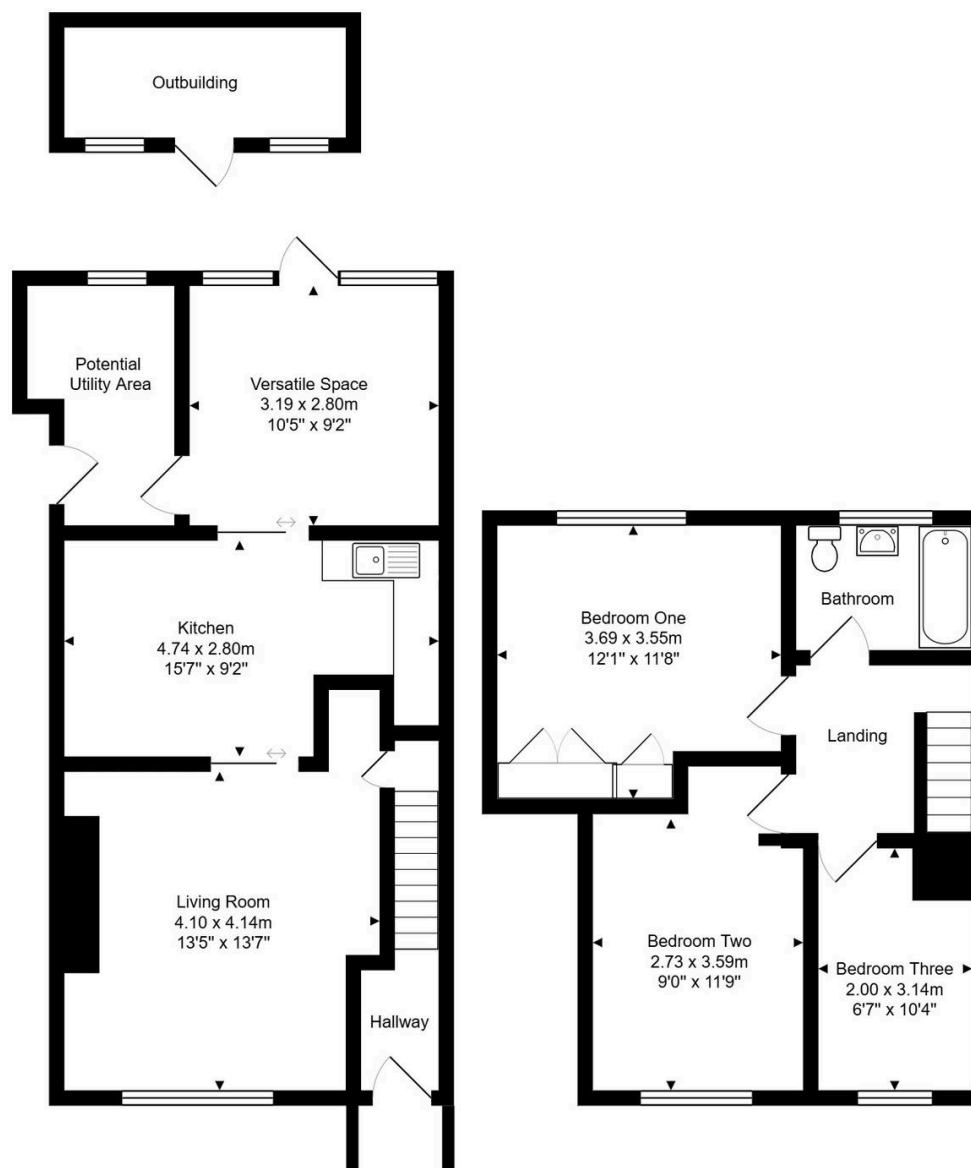 Outbuilding
Potential
Utility Area
Versatile Space
3.19 x 2.80m
10'5" x 9'2"
Kitchen
4.74 x 2.80m
15'7" x 9'2"
Living Room
4.10 x 4.14m
13'5" x 13'7"
Hallway
Bedroom One
3.69 x 3.55m
12'1" x 11'8"
Bathroom
Landing
Bedroom Two
2.73 x 3.59m
9'0" x 11'9"
Bedroom Three
2.00 x 3.14m
6'7" x 10'4"